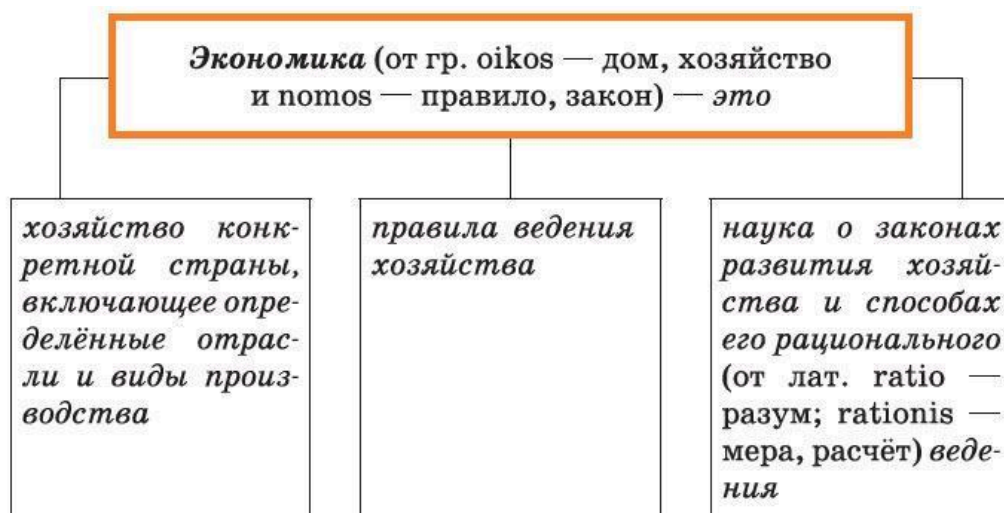 Экономика (от гр. oikos — дом, хозяйство
и nomos — правило, закон) — это
хозяйство конк-
ретной страны,
включающее опре-
делённые отрас-
ли и виды произ-
водства
правила ведения
хозяйства
наука о законах
развития хозяй-
ства и способах
его рационального
(от лат. ratio —
разум; rationis —
мера, расчёт) веде-
ния